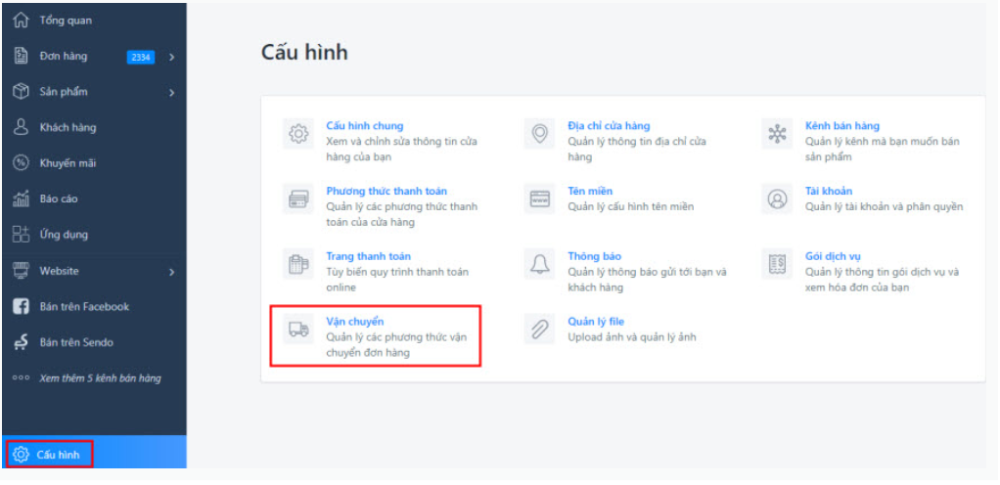 Tổng quan
Đơn hàng 2334
Sản phẩm
Khách hàng
Khuyến mãi
Báo cáo
Ứng dụng
Website
Bán trên Facebook
Bán trên Sendo
Xem thêm 5 kênh bán hàng
Cấu hình
Cấu hình
Cấu hình chung
Xem và chỉnh sửa thông tin cửa
hàng của bạn
Địa chỉ cửa hàng
Quản lý thông tin địa chỉ cửa
hàng
Kênh bán hàng
Quản lý kênh mà bạn muốn bán
sản phẩm
Phương thức thanh toán
Quản lý các phương thức thanh
toán của cửa hàng
Tên miền
Quản lý cấu hình tên miền
Tài khoản
Quản lý tài khoản và phân quyền
Trang thanh toán
Tùy biến quy trình thanh toán
online
Thông báo
Quản lý thông báo gửi tới bạn và
khách hàng
Gói dịch vụ
Quản lý thông tin gói dịch vụ và
xem hóa đơn của bạn
Vận chuyển
Quản lý các phương thức vận
chuyển đơn hàng
Quản lý file
Upload ảnh và quản lý ảnh